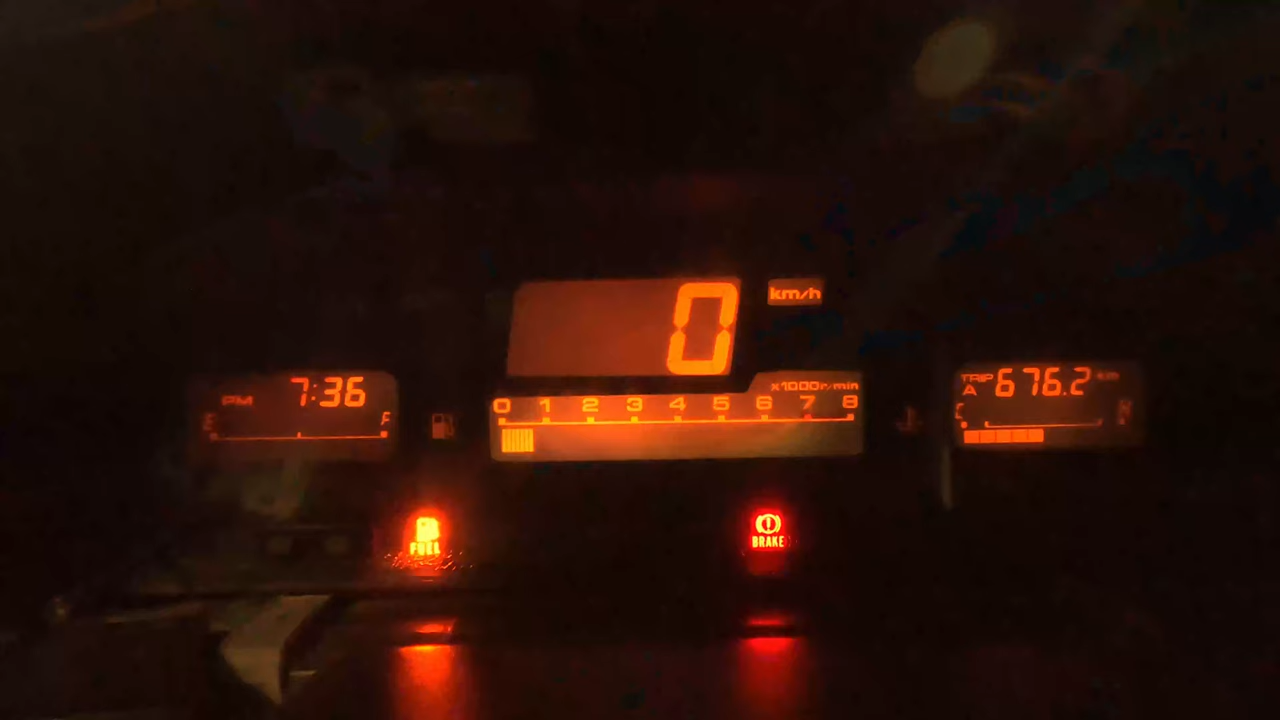 0 km/h
PM 7:36
E F
x1000r/min
0 1 2 3 4 5 6 7 8
TRIP A 676.2 km
C H
FUEL
BRAKE